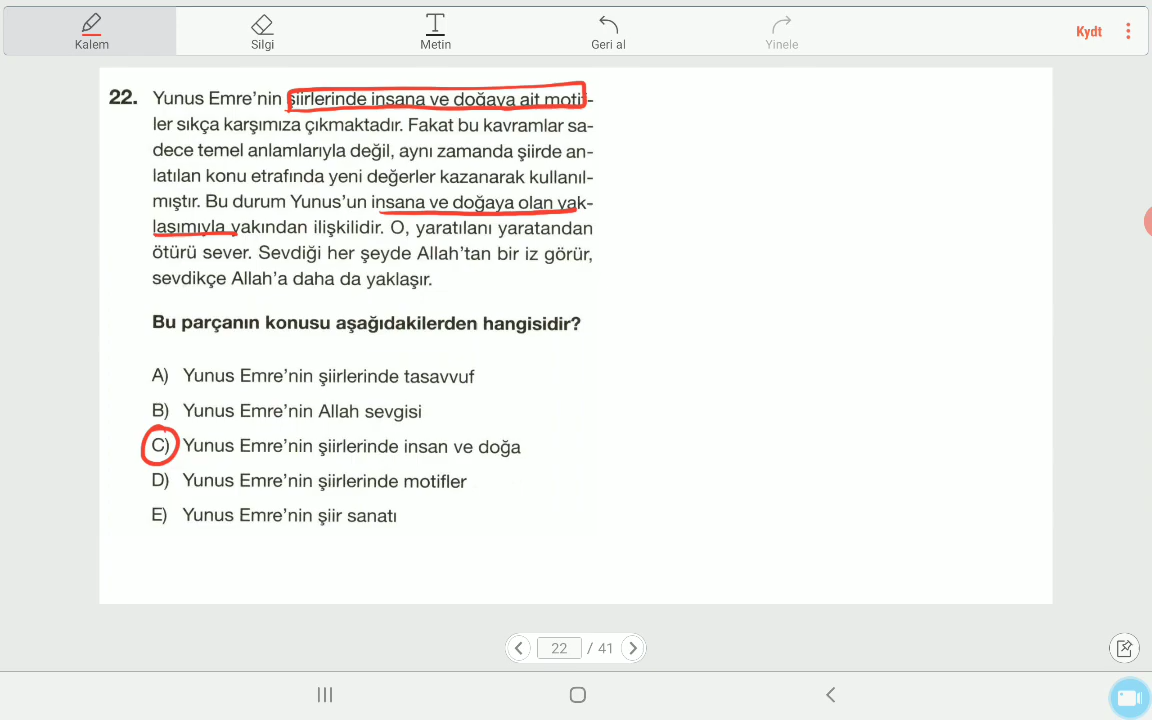 Kalem
Silgi
Metin
Geri al
Yinele
Kydt
22. Yunus Emre'nin şiirlerinde insana ve doğaya ait motif-
ler sıkça karşımıza çıkmaktadır. Fakat bu kavramlar sa-
dece temel anlamlarıyla değil, aynı zamanda şiirde an-
latılan konu etrafında yeni değerler kazanarak kullanıl-
mıştır. Bu durum Yunus'un insana ve doğaya olan yak-
laşımıyla yakından ilişkilidir. O, yaratılanı yaratandan
ötürü sever. Sevdiği her şeyde Allah'tan bir iz görür,
sevdikçe Allah'a daha da yaklaşır.
Bu parçanın konusu aşağıdakilerden hangisidir?
A) Yunus Emre'nin şiirlerinde tasavvuf
B) Yunus Emre'nin Allah sevgisi
C) Yunus Emre'nin şiirlerinde insan ve doğa
D) Yunus Emre'nin şiirlerinde motifler
E) Yunus Emre'nin şiir sanatı
22 / 41